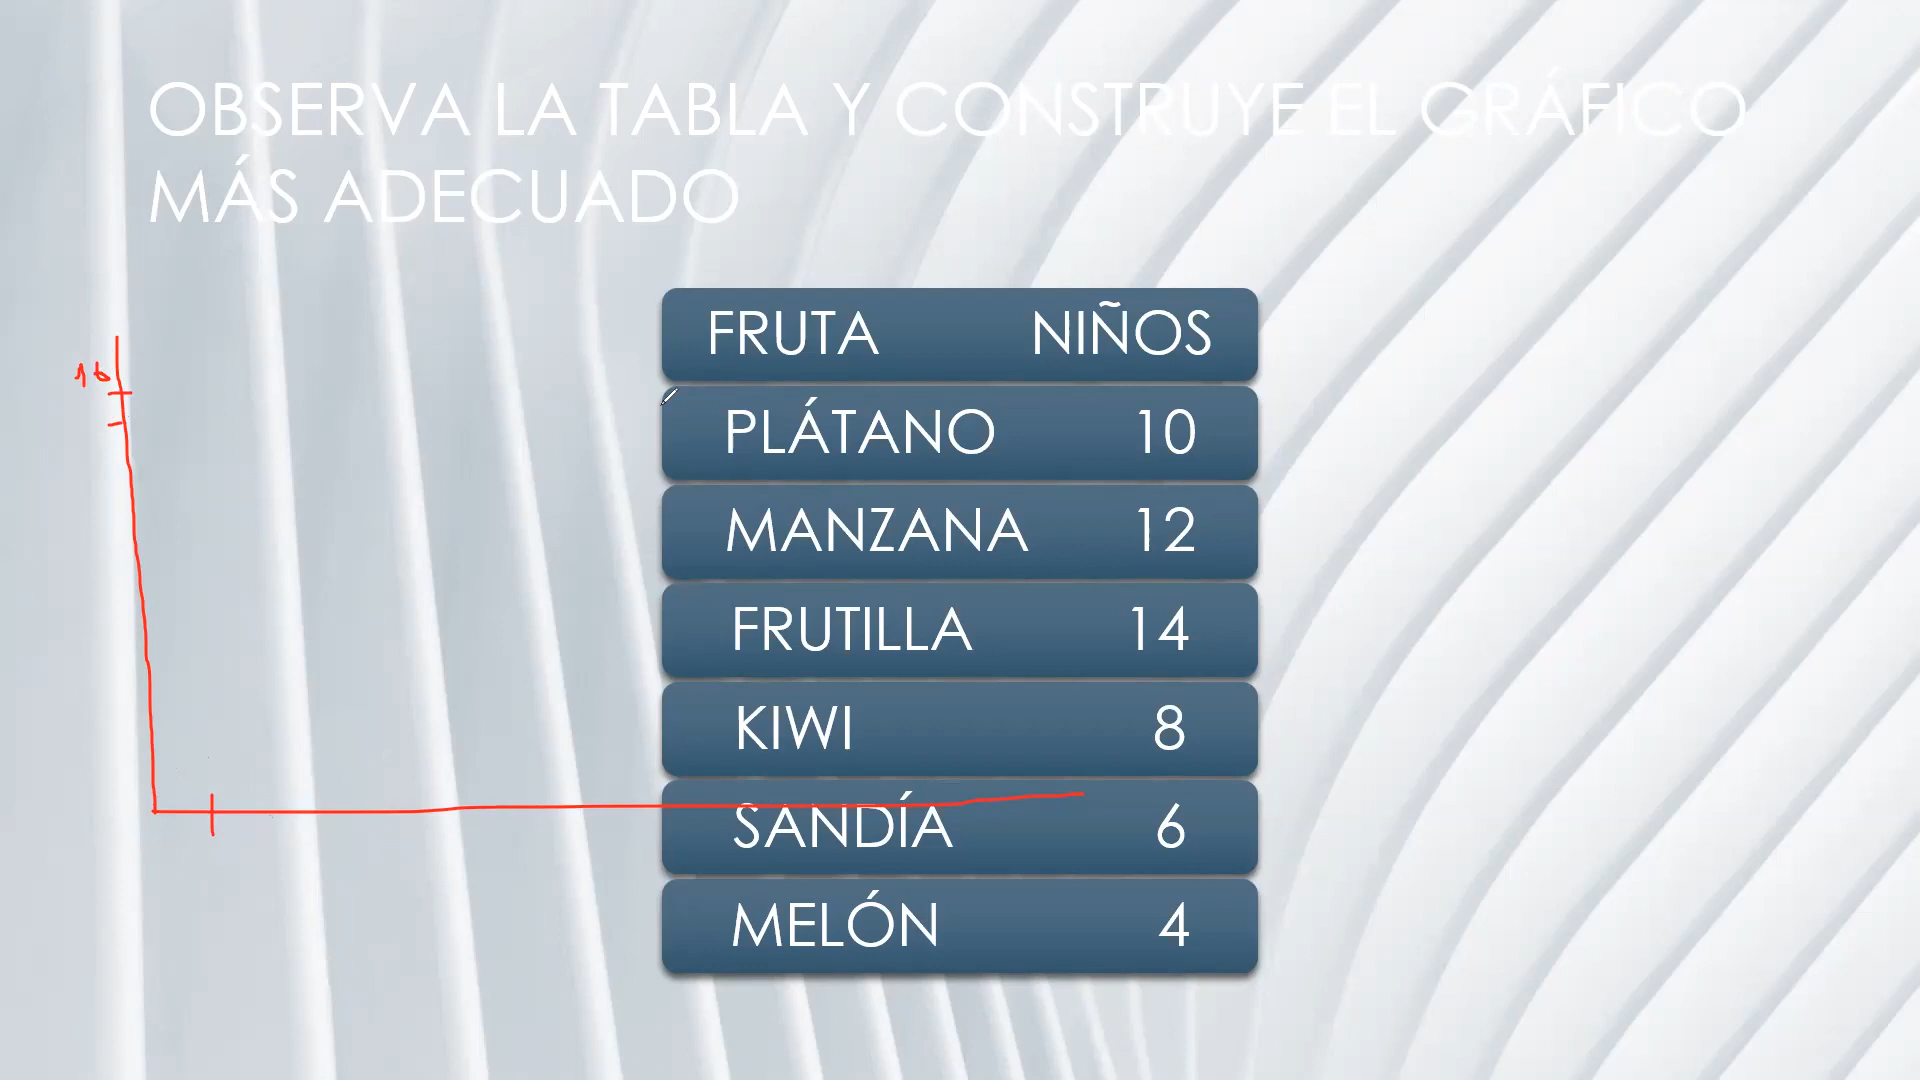 OBSERVA LA TABLA Y CONSTRUYE EL GRÁFICO
MÁS ADECUADO
16
FRUTA NIÑOS
PLÁTANO 10
MANZANA 12
FRUTILLA 14
KIWI 8
SANDÍA 6
MELÓN 4